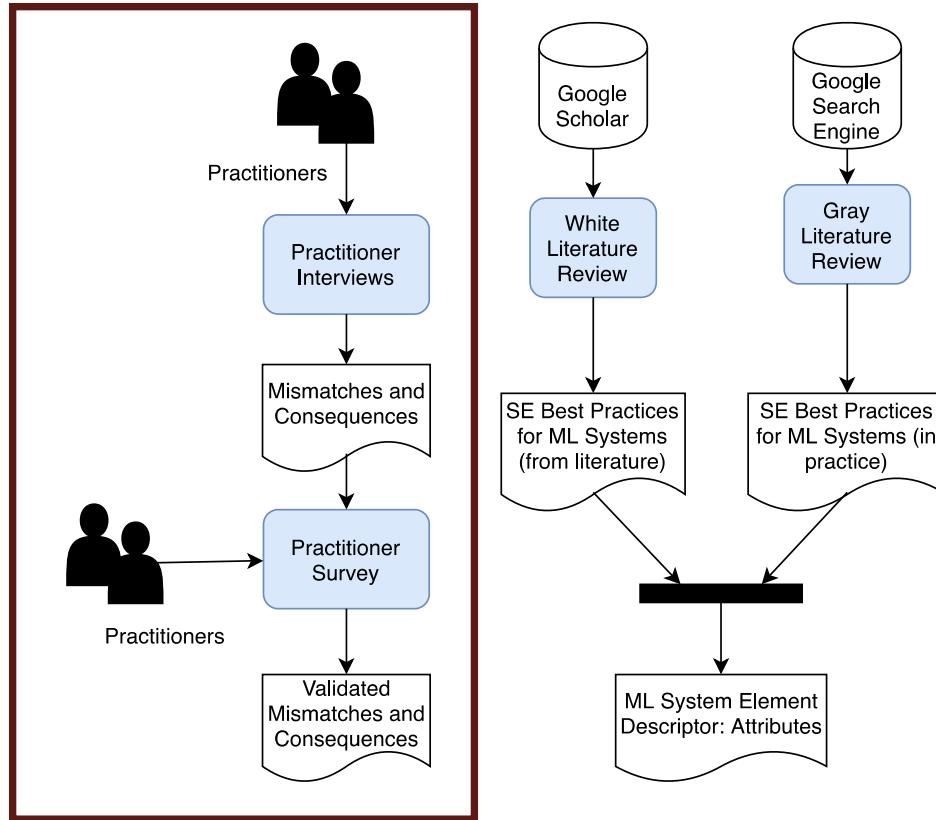 Practitioners
Practitioner
Interviews
Mismatches and
Consequences
Practitioner
Survey
Practitioners
Validated
Mismatches and
Consequences
Google
Scholar
White
Literature
Review
SE Best Practices
for ML Systems
(from literature)
Google
Search
Engine
Gray
Literature
Review
SE Best Practices
for ML Systems (in
practice)
ML System Element
Descriptor: Attributes